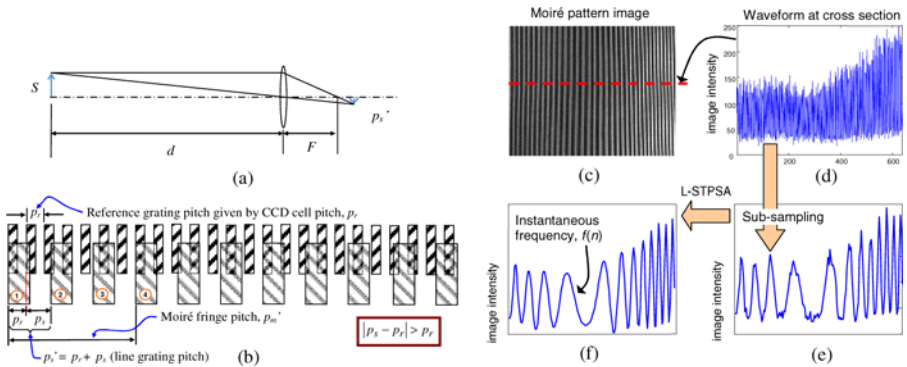 (a)
S
d
F
pₛ'
(b)
pᵣ
Reference grating pitch given by CCD cell pitch, pᵣ
1
2
3
4
pᵣ
pₛ
Moiré fringe pitch, pₘ'
pₛ'= pᵣ + pₛ (line grating pitch)
|pₛ − pᵣ| > pᵣ
(c)
Moiré pattern image
(d)
Waveform at cross section
image intensity
250
200
150
100
50
0
200
400
600
L-STPSA
Sub-sampling
Instantaneous
frequency, f(n)
image intensity
(f)
image intensity
(e)